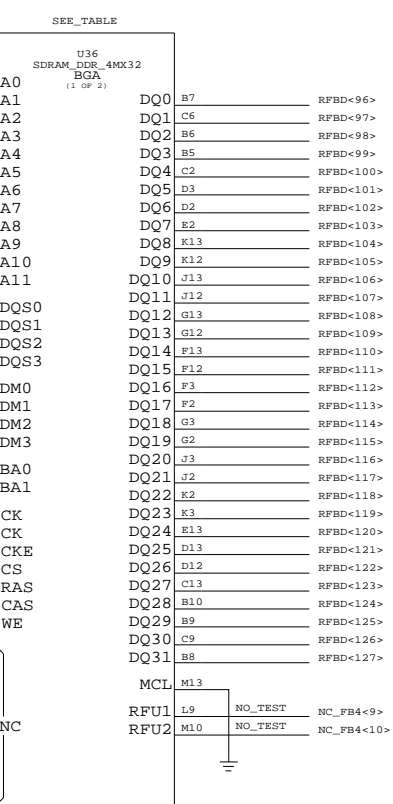 SEE_TABLE
U36
SDRAM_DDR_4MX32
BGA
(1 OF 2)
A0
A1 DQ0 B7 RFBD<96>
A2 DQ1 C6 RFBD<97>
A3 DQ2 B6 RFBD<98>
A4 DQ3 B5 RFBD<99>
A5 DQ4 C2 RFBD<100>
A6 DQ5 D3 RFBD<101>
A7 DQ6 D2 RFBD<102>
A8 DQ7 E2 RFBD<103>
A9 DQ8 K13 RFBD<104>
A10 DQ9 K12 RFBD<105>
A11 DQ10 J13 RFBD<106>
DQ11 J12 RFBD<107>
DQS0 DQ12 G13 RFBD<108>
DQS1 DQ13 G12 RFBD<109>
DQS2 DQ14 F13 RFBD<110>
DQS3 DQ15 F12 RFBD<111>
DM0 DQ16 F3 RFBD<112>
DM1 DQ17 F2 RFBD<113>
DM2 DQ18 G3 RFBD<114>
DM3 DQ19 G2 RFBD<115>
DQ20 J3 RFBD<116>
BA0 DQ21 J2 RFBD<117>
BA1 DQ22 K2 RFBD<118>
CK DQ23 K3 RFBD<119>
CK DQ24 E13 RFBD<120>
CKE DQ25 D13 RFBD<121>
CS DQ26 D12 RFBD<122>
RAS DQ27 C13 RFBD<123>
CAS DQ28 B10 RFBD<124>
WE DQ29 B9 RFBD<125>
DQ30 C9 RFBD<126>
DQ31 B8 RFBD<127>
MCL M13
RFU1 L9 NO_TEST NC_FB4<9>
NC RFU2 M10 NO_TEST NC_FB4<10>